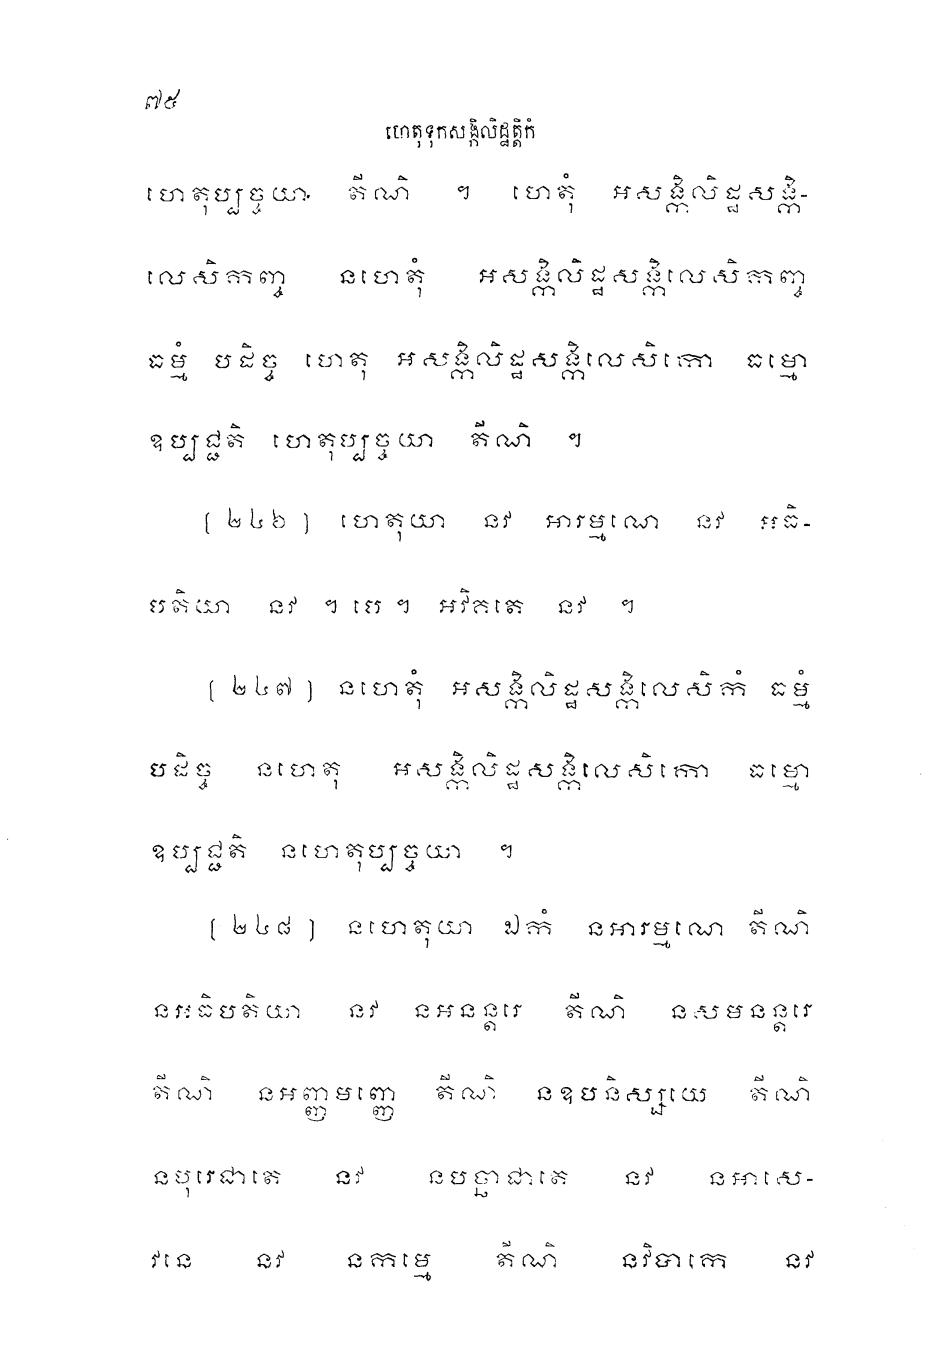 ៧៥
ហេតុទុកសង្កិលិដ្ឋត្តិកំ
ហេតុប្បច្ចយា តីណិ ។ ហេតុំ អសង្កិលិដ្ឋសង្កិ-
លេសិកញ្ច នហេតុំ អសង្កិលិដ្ឋសង្កិលេសិកញ្ច
ធម្មំ បដិច្ច ហេតុ អសង្កិលិដ្ឋសង្កិលេសិកោ ធម្មោ
ឧប្បជ្ជតិ ហេតុប្បច្ចយា តីណិ ។
[ ២៤៦ ] ហេតុយា នវ អារម្មណេ នវ អធិ-
បតិយា នវ ។ បេ ។ អវិគតេ នវ ។
[ ២៤៧ ] នហេតុំ អសង្កិលិដ្ឋសង្កិលេសិកំ ធម្មំ
បដិច្ច នហេតុ អសង្កិលិដ្ឋសង្កិលេសិកោ ធម្មោ
ឧប្បជ្ជតិ នហេតុប្បច្ចយា ។
[ ២៤៨ ] នហេតុយា ឯកំ នអារម្មណេ តីណិ
នអធិបតិយា នវ នអនន្តរេ តីណិ នសមនន្តរេ
តីណិ នអញ្ញមញ្ញេ តីណិ នឧបនិស្សយេ តីណិ
នបុរេជាតេ នវ នបច្ឆាជាតេ នវ នអាសេ-
វនេ នវ នកម្មេ តីណិ នវិបាកេ នវ